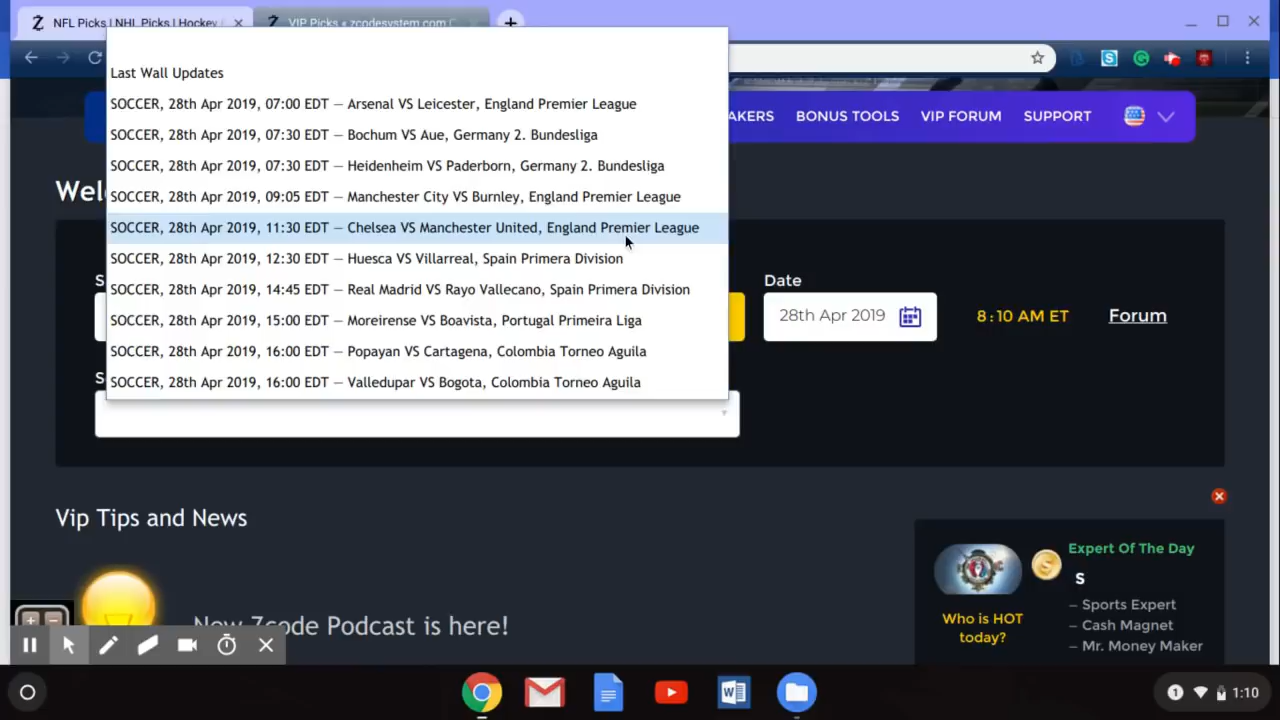 NFL Picks | NHL Picks | Hockey
VIP Picks « zcodesystem.com
Last Wall Updates
SOCCER, 28th Apr 2019, 07:00 EDT — Arsenal VS Leicester, England Premier League
SOCCER, 28th Apr 2019, 07:30 EDT — Bochum VS Aue, Germany 2. Bundesliga
SOCCER, 28th Apr 2019, 07:30 EDT — Heidenheim VS Paderborn, Germany 2. Bundesliga
SOCCER, 28th Apr 2019, 09:05 EDT — Manchester City VS Burnley, England Premier League
SOCCER, 28th Apr 2019, 11:30 EDT — Chelsea VS Manchester United, England Premier League
SOCCER, 28th Apr 2019, 12:30 EDT — Huesca VS Villarreal, Spain Primera Division
SOCCER, 28th Apr 2019, 14:45 EDT — Real Madrid VS Rayo Vallecano, Spain Primera Division
SOCCER, 28th Apr 2019, 15:00 EDT — Moreirense VS Boavista, Portugal Primeira Liga
SOCCER, 28th Apr 2019, 16:00 EDT — Popayan VS Cartagena, Colombia Torneo Aguila
SOCCER, 28th Apr 2019, 16:00 EDT — Valledupar VS Bogota, Colombia Torneo Aguila
AKERS BONUS TOOLS VIP FORUM SUPPORT
Wel
S
Date
28th Apr 2019
8:10 AM ET
Forum
S
Vip Tips and News
New Zcode Podcast is here!
Expert Of The Day
S
– Sports Expert
– Cash Magnet
– Mr. Money Maker
Who is HOT
today?
1
1:10